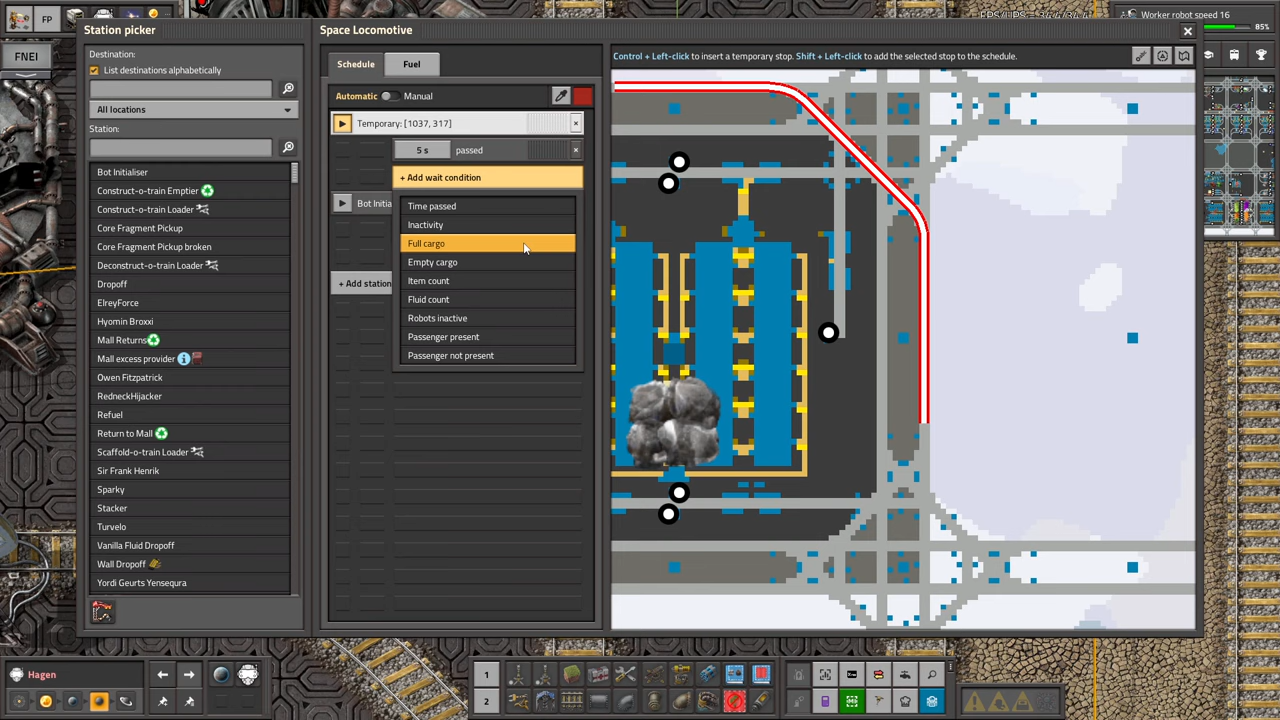 FP
FNEI
Worker robot speed 16
85%
Station picker
Destination:
List destinations alphabetically
All locations
Station:
Bot Initialiser
Construct-o-train Emptier
Construct-o-train Loader
Core Fragment Pickup
Core Fragment Pickup broken
Deconstruct-o-train Loader
Dropoff
ElreyForce
Hyomin Broxxi
Mall Returns
Mall excess provider
Owen Fitzpatrick
RedneckHijacker
Refuel
Return to Mall
Scaffold-o-train Loader
Sir Frank Henrik
Sparky
Stacker
Turvelo
Vanilla Fluid Dropoff
Wall Dropoff
Yordi Geurts Yensequra
Space Locomotive
Schedule
Fuel
Automatic
Manual
Temporary: [1037, 317]
5 s
passed
+ Add wait condition
Bot Initia
+ Add station
Time passed
Inactivity
Full cargo
Empty cargo
Item count
Fluid count
Robots inactive
Passenger present
Passenger not present
Control + Left-click to insert a temporary stop. Shift + Left-click to add the selected stop to the schedule.
Hagen
1
2